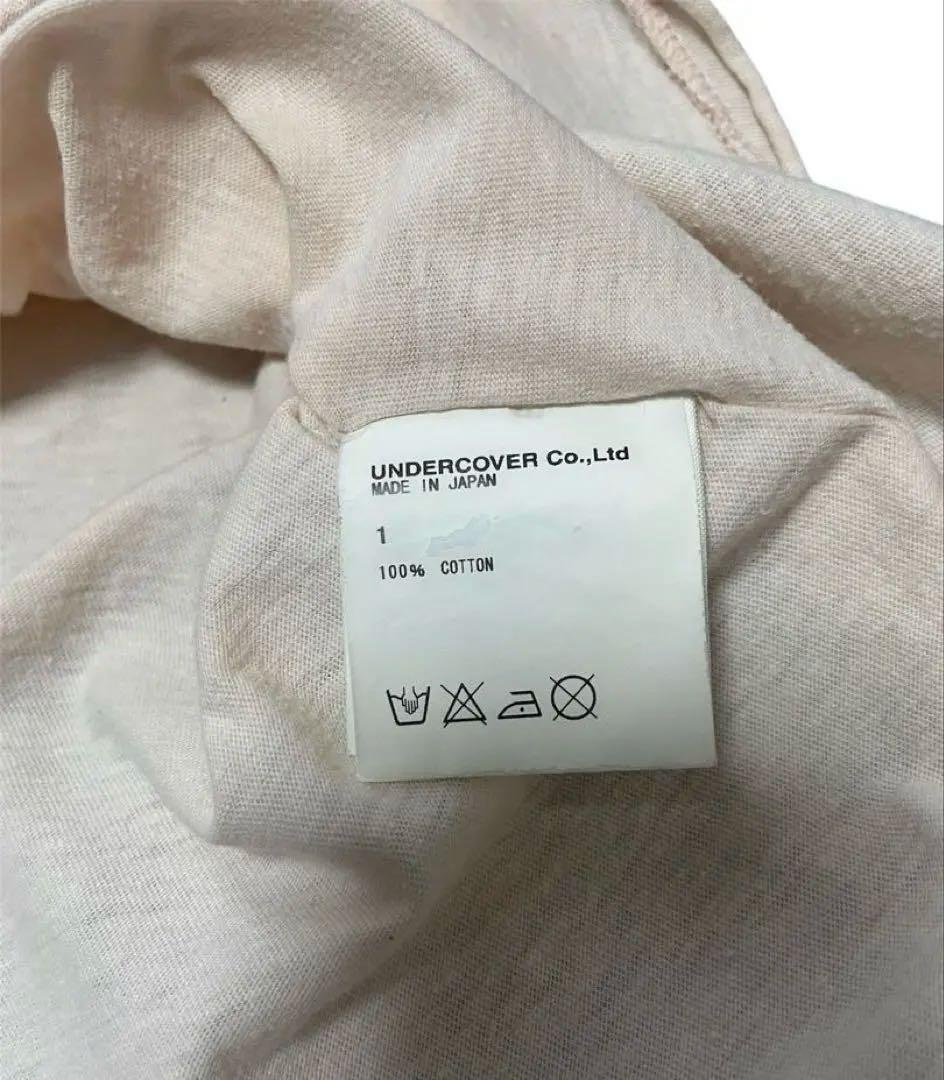 UNDERCOVER Co.,Ltd
MADE IN JAPAN
1
100% COTTON